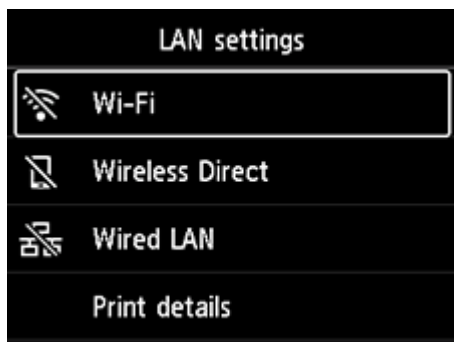 LAN settings
Wi-Fi
Wireless Direct
Wired LAN
Print details